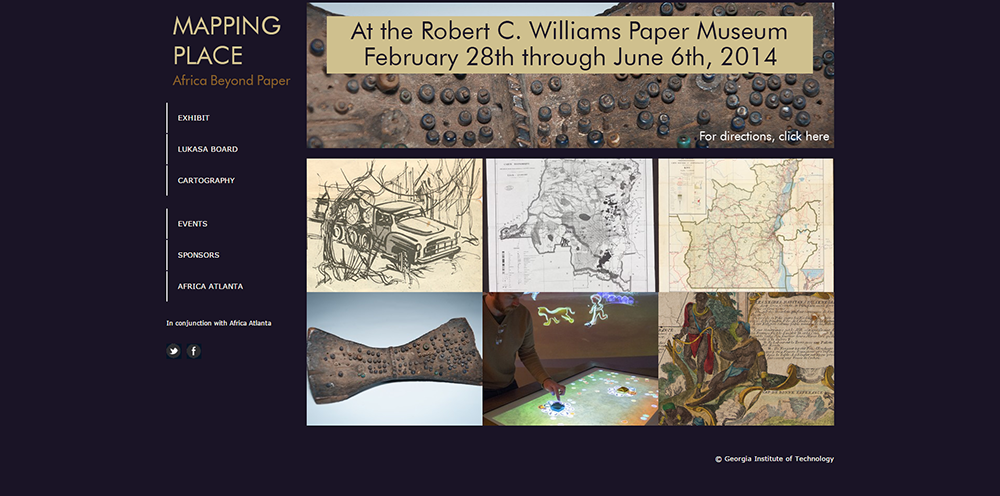 MAPPING
PLACE
Africa Beyond Paper
EXHIBIT
LUKASA BOARD
CARTOGRAPHY
EVENTS
SPONSORS
AFRICA ATLANTA
In conjunction with Africa Atlanta
At the Robert C. Williams Paper Museum
February 28th through June 6th, 2014
For directions, click here
© Georgia Institute of Technology